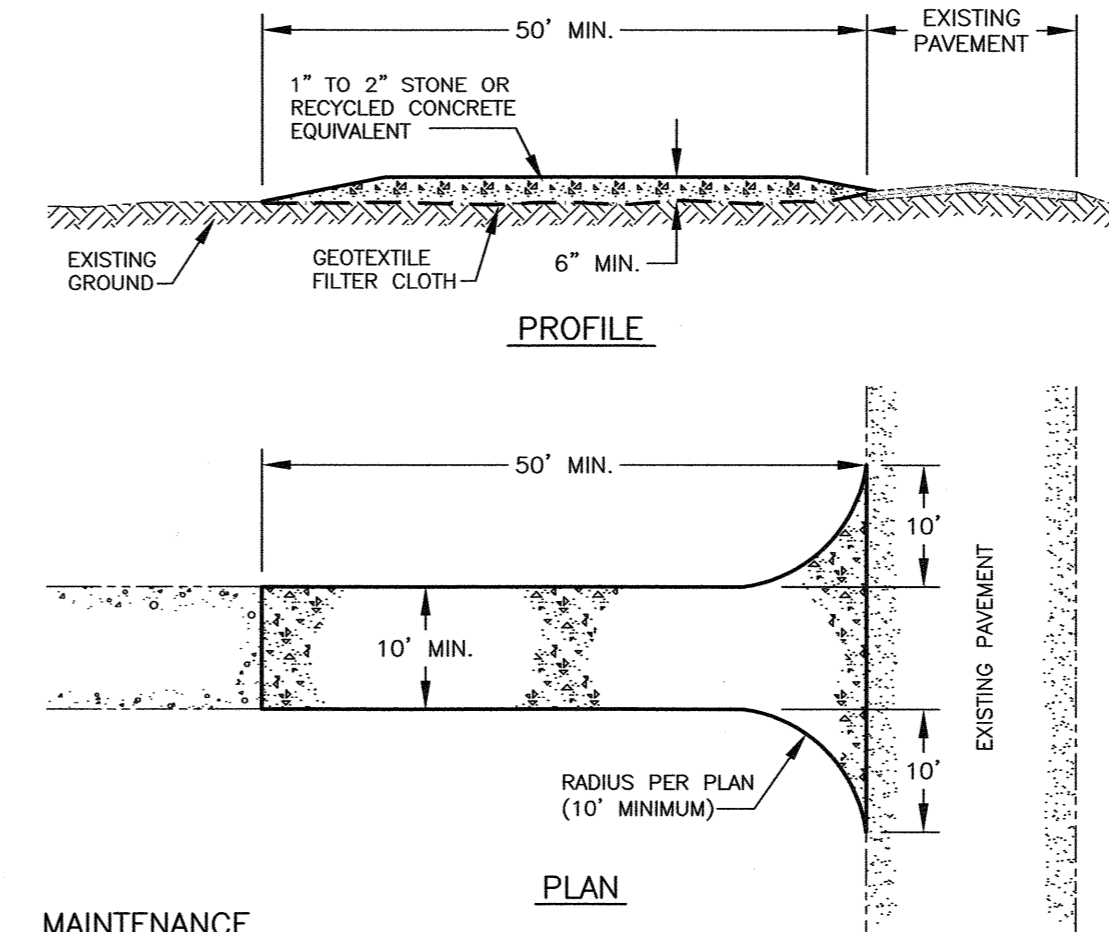 50' MIN.
EXISTING
PAVEMENT
1" TO 2" STONE OR
RECYCLED CONCRETE
EQUIVALENT
EXISTING
GROUND
GEOTEXTILE
FILTER CLOTH
6" MIN.
PROFILE
50' MIN.
10'
10' MIN.
EXISTING PAVEMENT
10'
RADIUS PER PLAN
(10' MINIMUM)
PLAN
MAINTENANCE